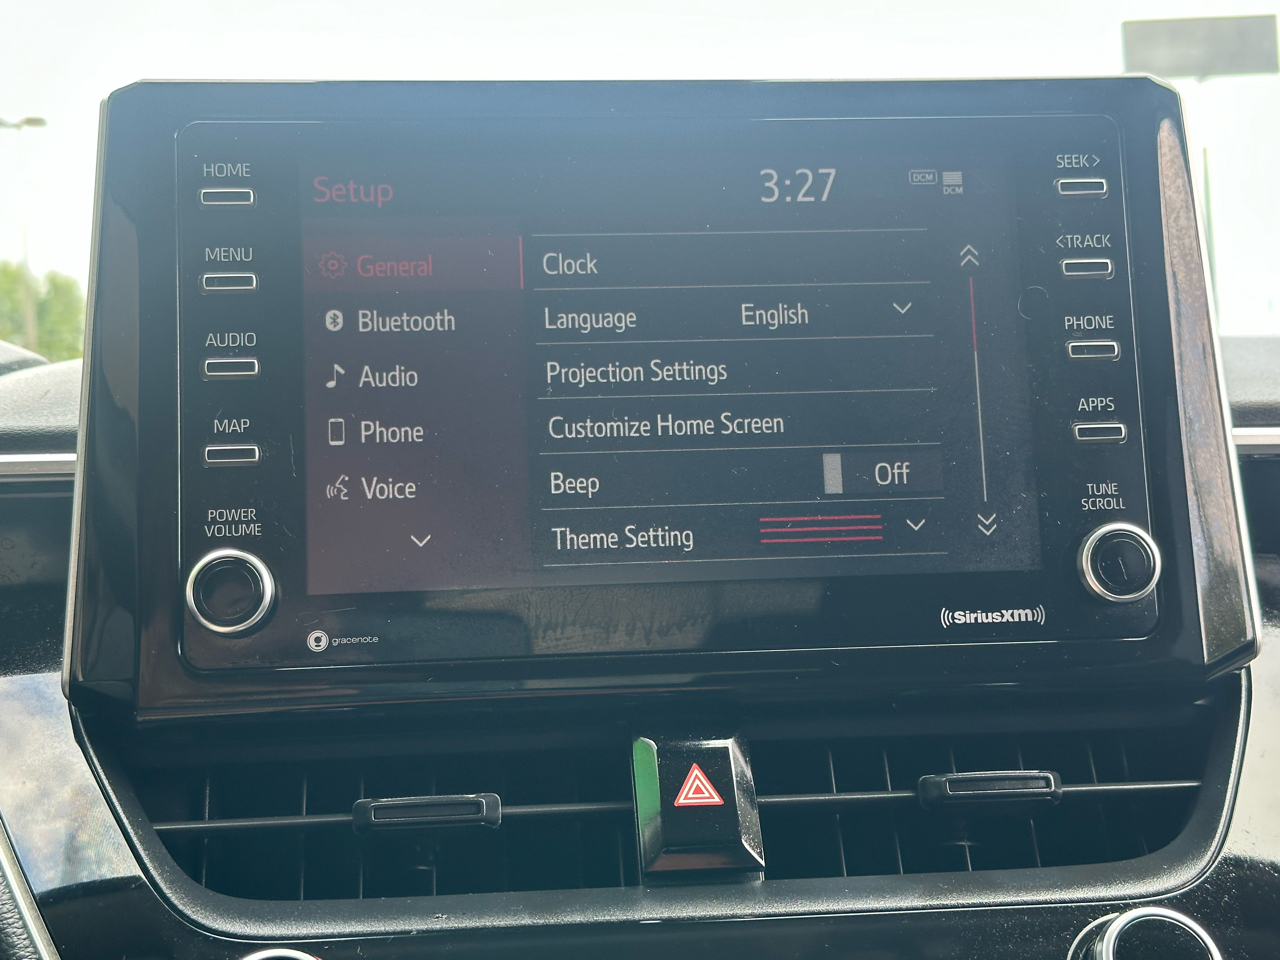 HOME
MENU
AUDIO
MAP
POWER
VOLUME
Setup
3:27
DCM
DCM
General
Bluetooth
Audio
Phone
Voice
Clock
Language English
Projection Settings
Customize Home Screen
Beep Off
Theme Setting
SEEK >
<TRACK
PHONE
APPS
TUNE
SCROLL
gracenote
((SiriusXM))